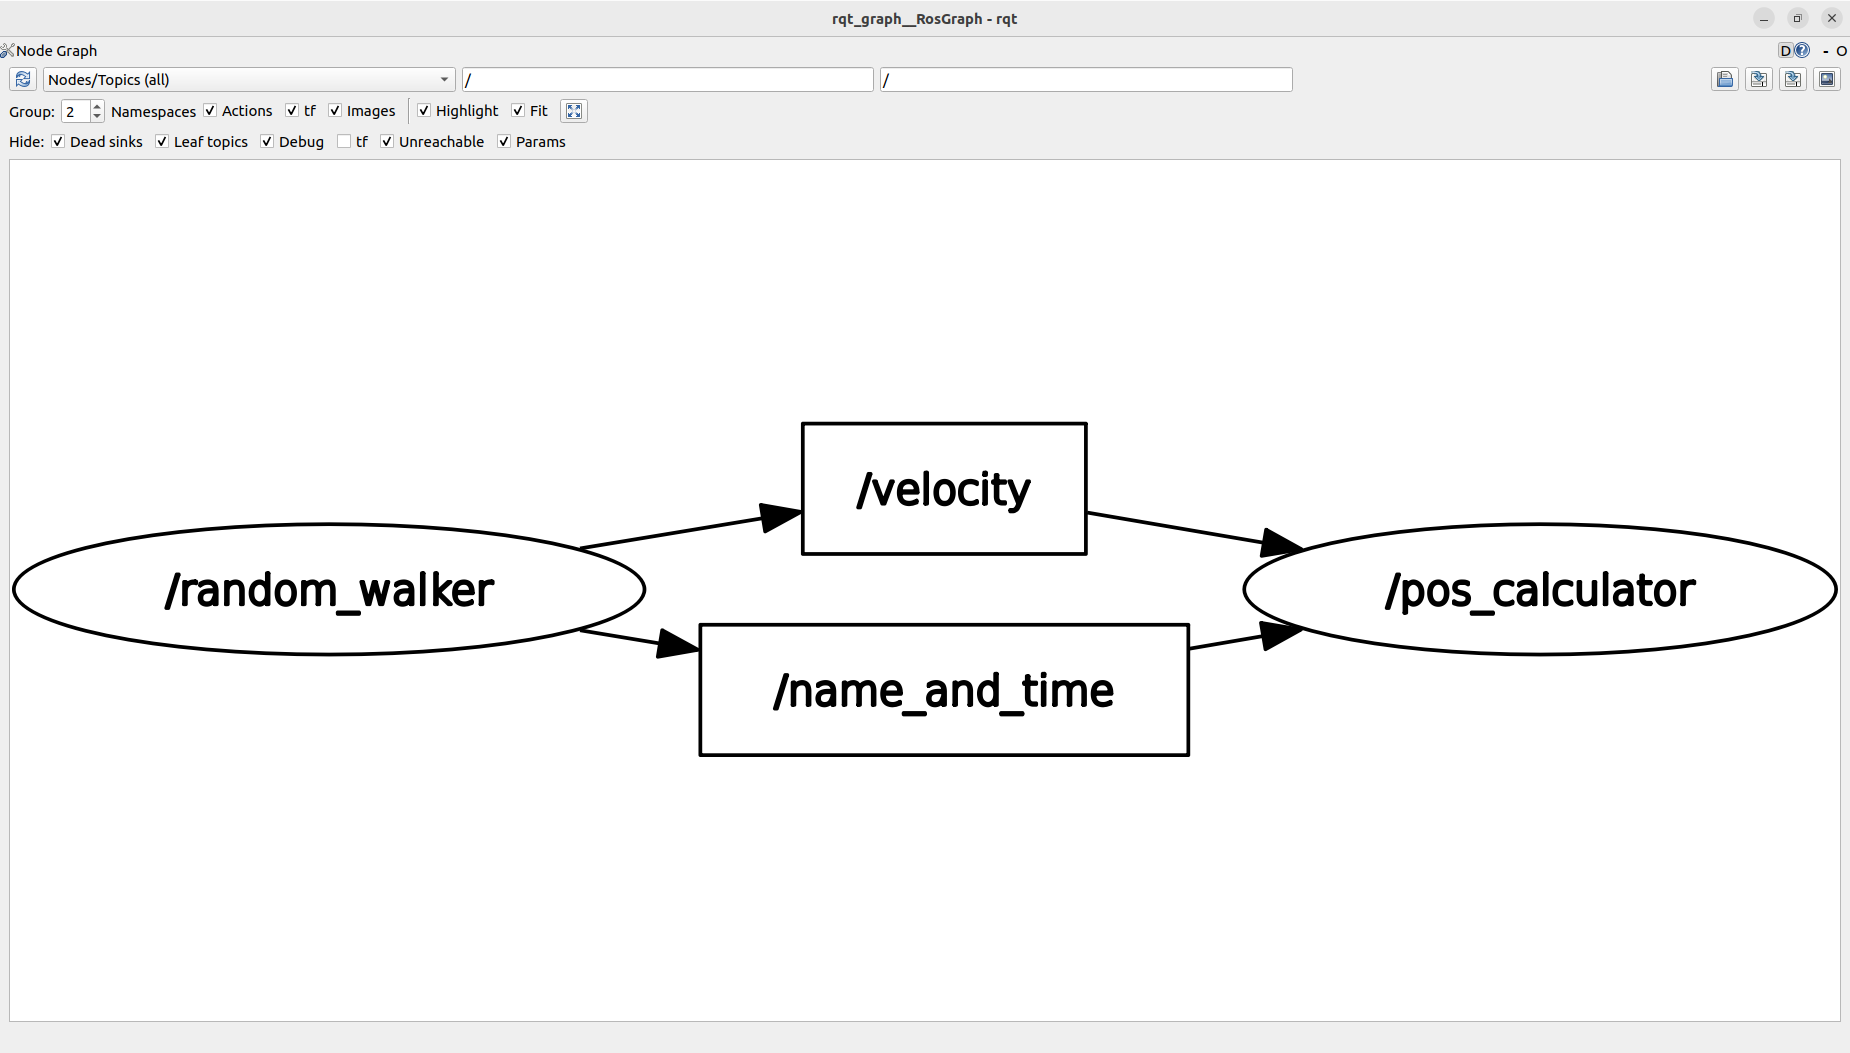 rqt_graph__RosGraph - rqt
Node Graph
D ? - O
Nodes/Topics (all) / /
Group: 2 Namespaces Actions tf Images Highlight Fit
Hide: Dead sinks Leaf topics Debug tf Unreachable Params
/velocity
/random_walker
/pos_calculator
/name_and_time